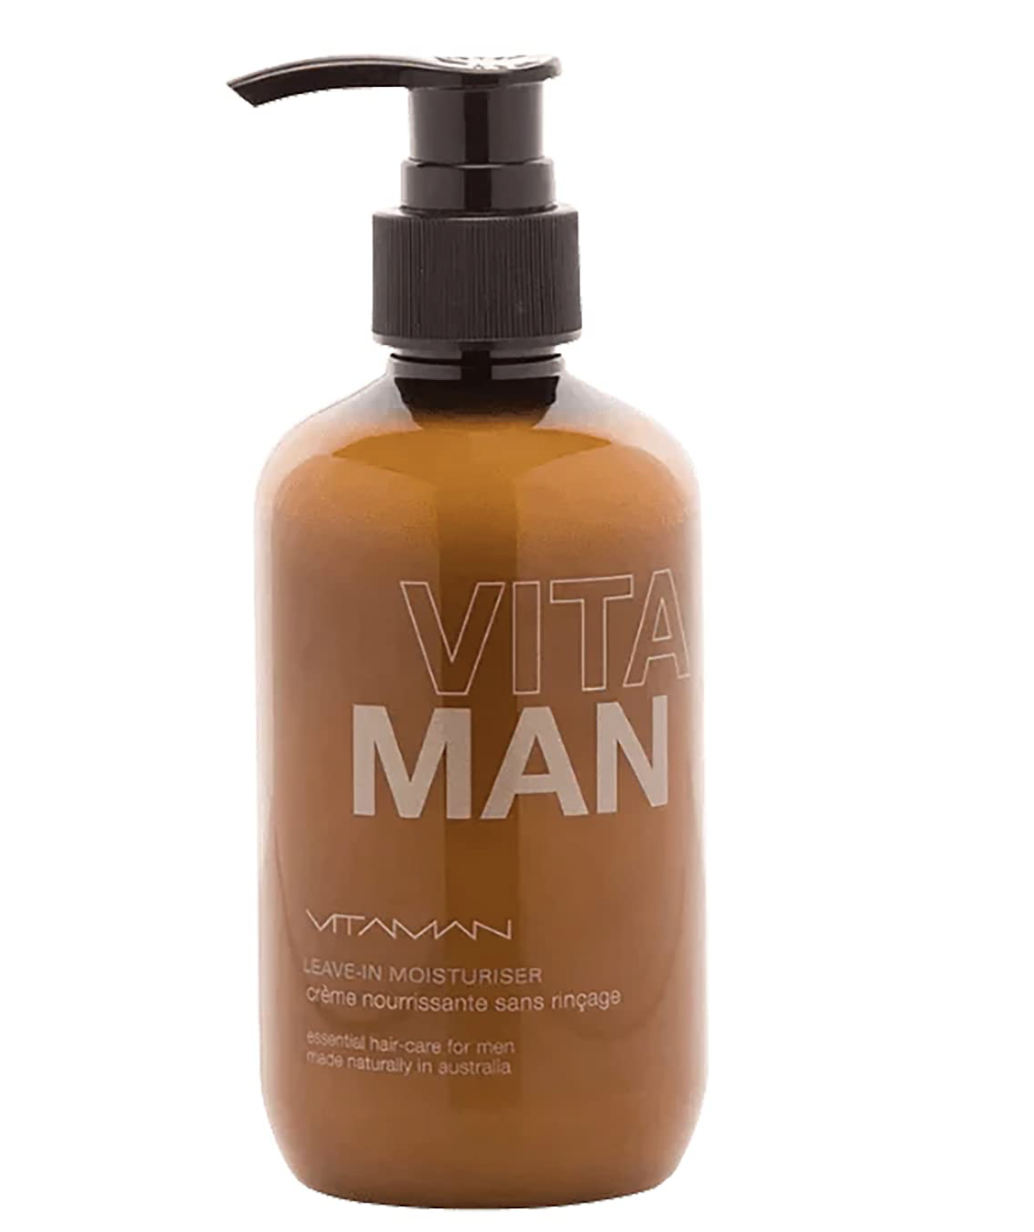 VITA
MAN
VITAMAN
LEAVE-IN MOISTURISER
crème nourrissante sans rinçage
essential hair-care for men
made naturally in australia